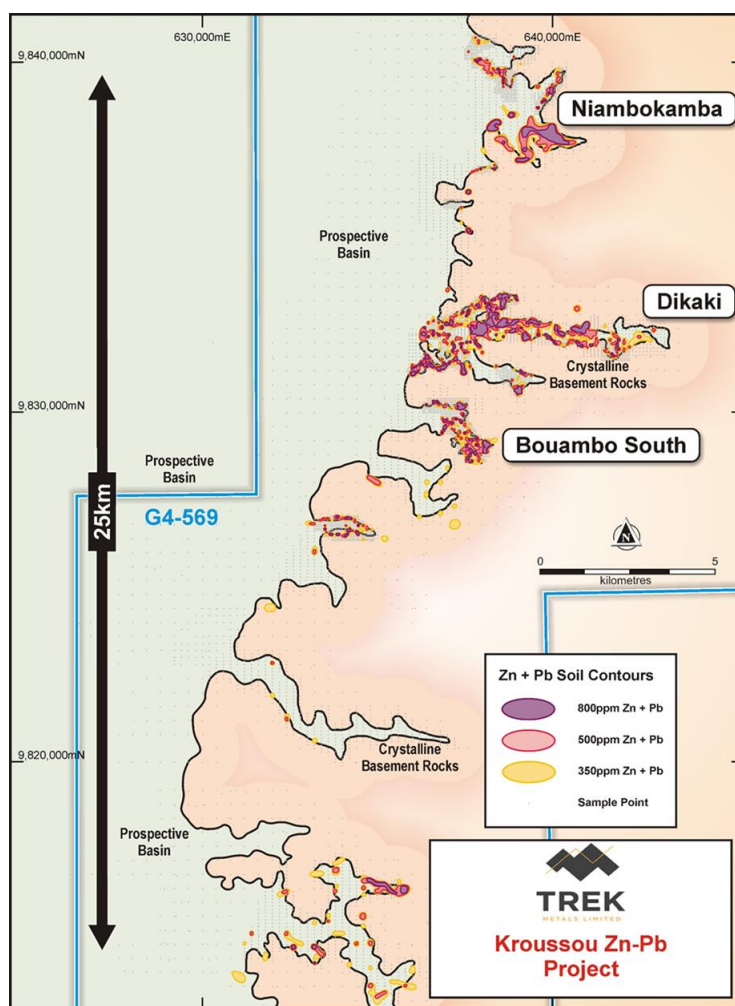 630,000mE
640,000mE
9,840,000mN
Niambokamba
Prospective
Basin
Dikaki
Crystalline
Basement Rocks
9,830,000mN
Bouambo South
Prospective
Basin
G4-569
25km
N
0
5
kilometres
Zn + Pb Soil Contours
800ppm Zn + Pb
500ppm Zn + Pb
350ppm Zn + Pb
Sample Point
9,820,000mN
Crystalline
Basement Rocks
Prospective
Basin
TREK
METALS LIMITED
Kroussou Zn-Pb
Project